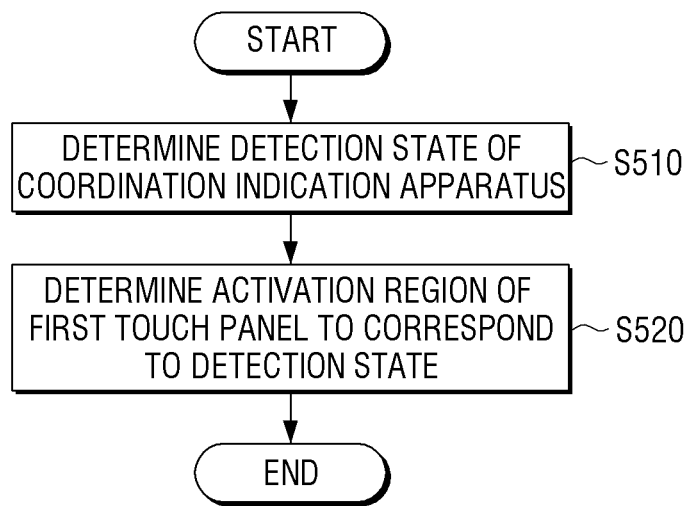 START
DETERMINE DETECTION STATE OF
COORDINATION INDICATION APPARATUS
S510
DETERMINE ACTIVATION REGION OF
FIRST TOUCH PANEL TO CORRESPOND
TO DETECTION STATE
S520
END